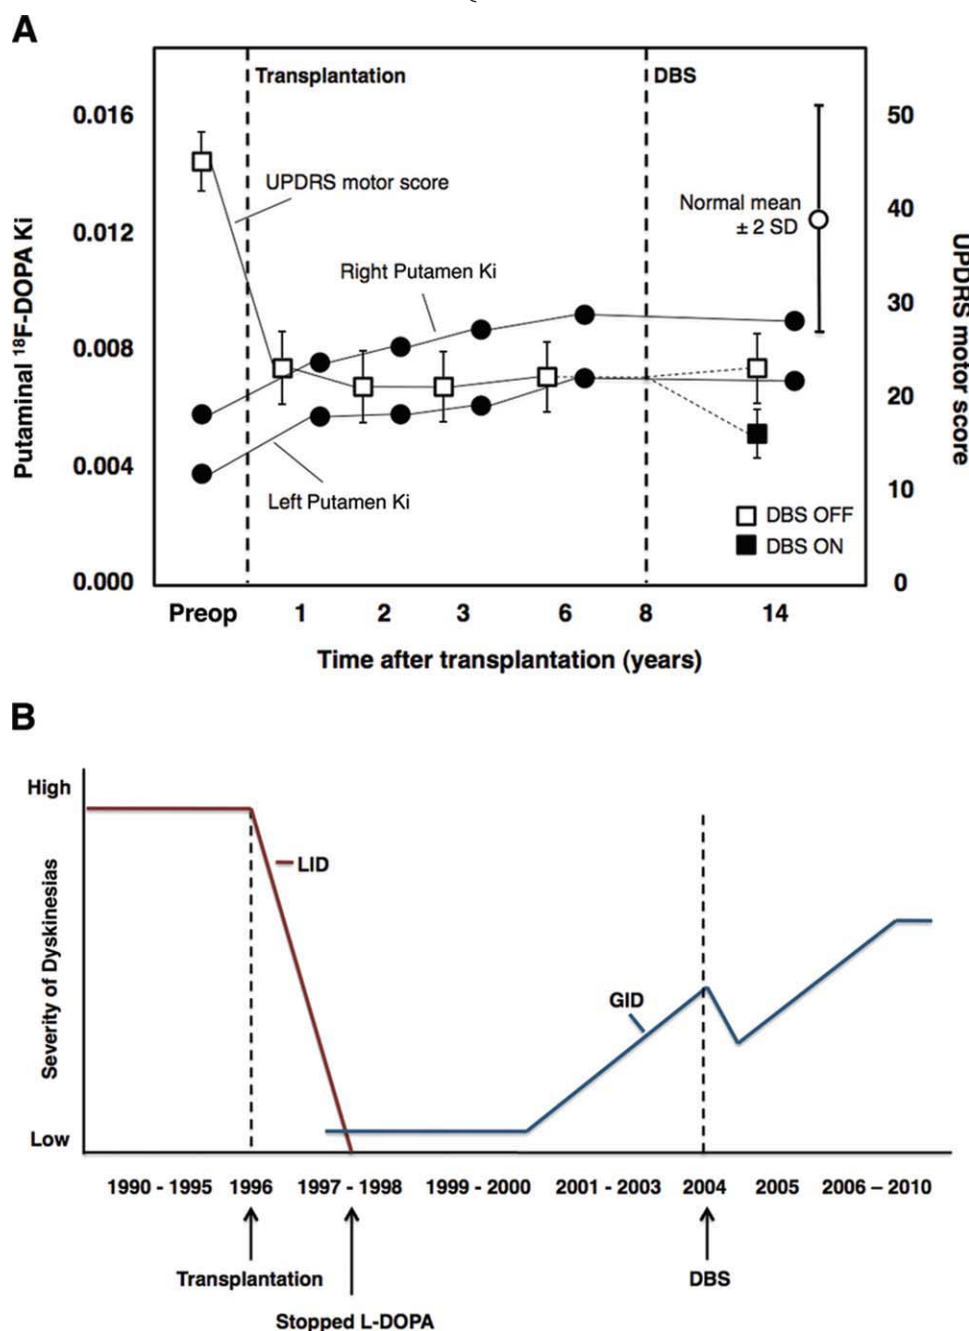 A
Transplantation
DBS
0.016
0.012
0.008
0.004
0.000
Putaminal ¹⁸F-DOPA Ki
UPDRS motor score
Right Putamen Ki
Left Putamen Ki
Normal mean
± 2 SD
DBS OFF
DBS ON
50
40
30
20
10
0
UPDRS motor score
Preop 1 2 3 6 8 14
Time after transplantation (years)
B
High
Low
Severity of Dyskinesias
LID
GID
1990 - 1995 1996 1997 - 1998 1999 - 2000 2001 - 2003 2004 2005 2006 – 2010
Transplantation
DBS
Stopped L-DOPA